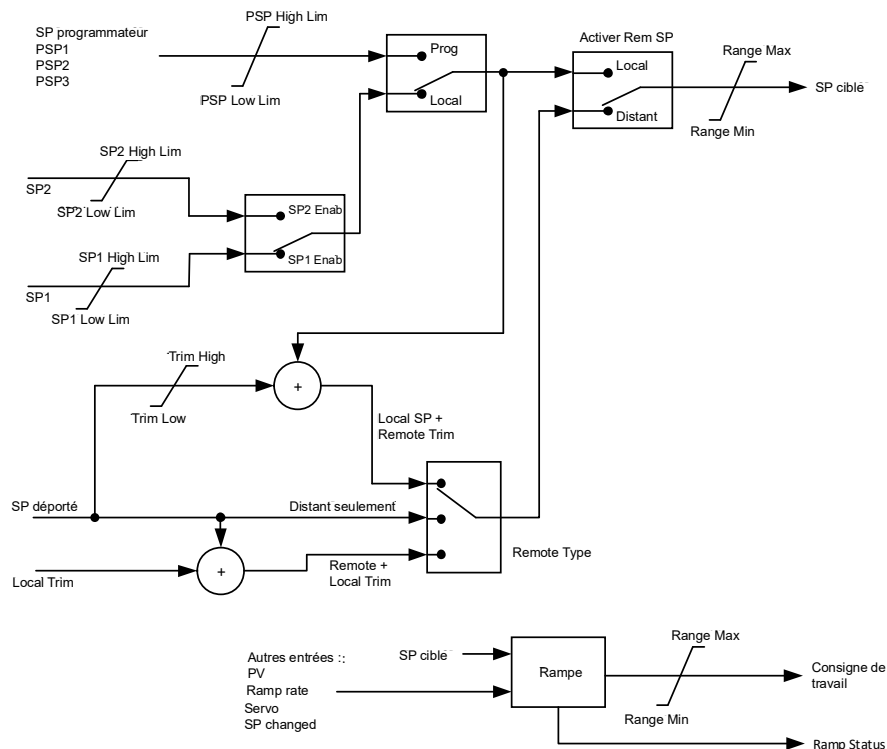 SP programmateur
PSP1
PSP2
PSP3
PSP High Lim
PSP Low Lim
Prog
Local
Activer Rem SP
Local
Distant
Range Max
Range Min
SP cible
SP2 High Lim
SP2
SP2 Low Lim
SP2 Enab
SP1 Enab
SP1 High Lim
SP1
SP1 Low Lim
Trim High
Trim Low
+
Local SP +
Remote Trim
SP déporté
Distant seulement
Remote Type
Local Trim
+
Remote +
Local Trim
Autres entrées ::
PV
Ramp rate
Servo
SP changed
SP cible
Rampe
Range Max
Range Min
Consigne de
travail
Ramp Status